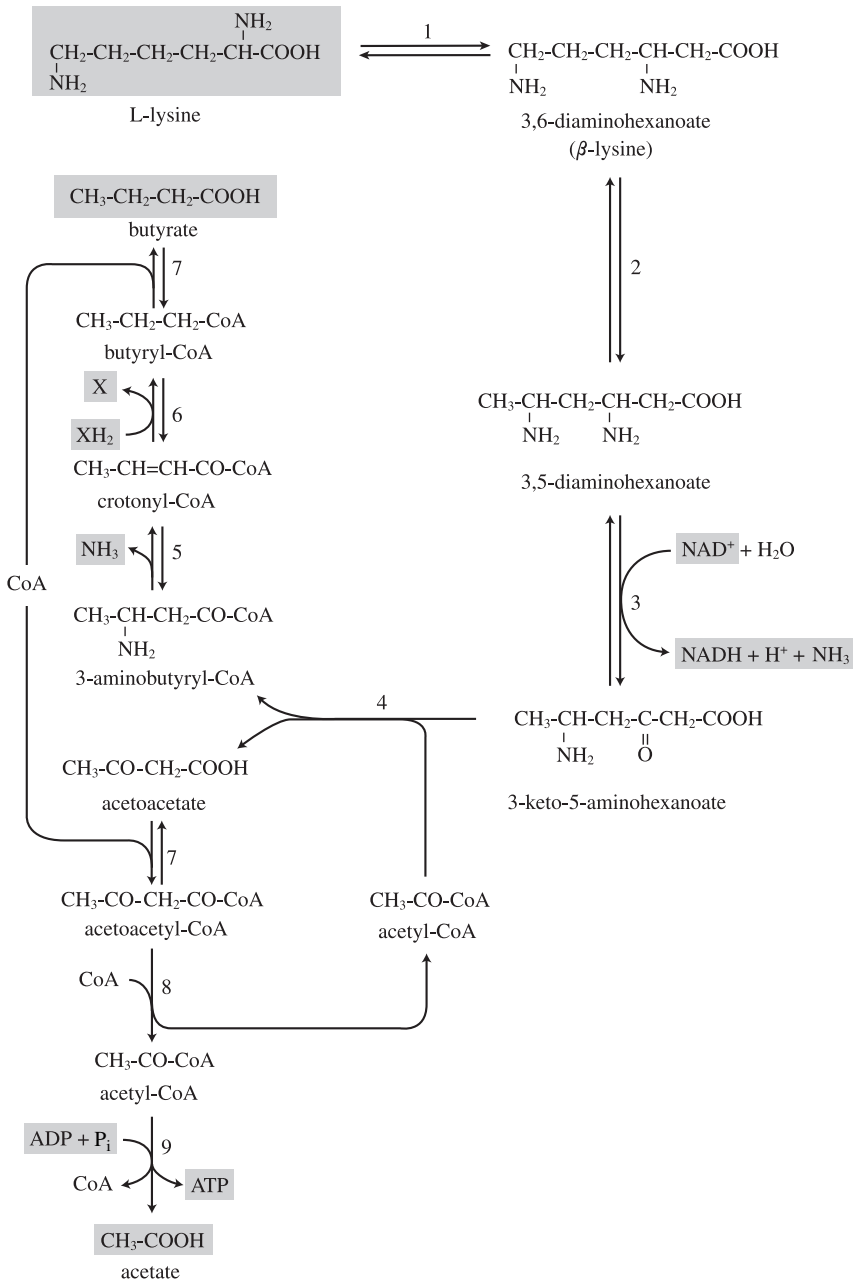 NH₂
CH₂-CH₂-CH₂-CH₂-CH-COOH
NH₂
L-lysine
1
CH₂-CH₂-CH₂-CH-CH₂-COOH
NH₂ NH₂
3,6-diaminohexanoate
(β-lysine)
2
CH₃-CH-CH₂-CH-CH₂-COOH
NH₂ NH₂
3,5-diaminohexanoate
NAD⁺ + H₂O
3
NADH + H⁺ + NH₃
CH₃-CH-CH₂-C-CH₂-COOH
NH₂ O
3-keto-5-aminohexanoate
4
CH₃-CH₂-CH₂-COOH
butyrate
7
CH₃-CH₂-CH₂-CoA
butyryl-CoA
X
6
XH₂
CH₃-CH=CH-CO-CoA
crotonyl-CoA
NH₃
5
CoA
CH₃-CH-CH₂-CO-CoA
NH₂
3-aminobutyryl-CoA
CH₃-CO-CH₂-COOH
acetoacetate
7
CH₃-CO-CH₂-CO-CoA
acetoacetyl-CoA
CH₃-CO-CoA
acetyl-CoA
CoA
8
CH₃-CO-CoA
acetyl-CoA
ADP + Pᵢ
9
CoA
ATP
CH₃-COOH
acetate